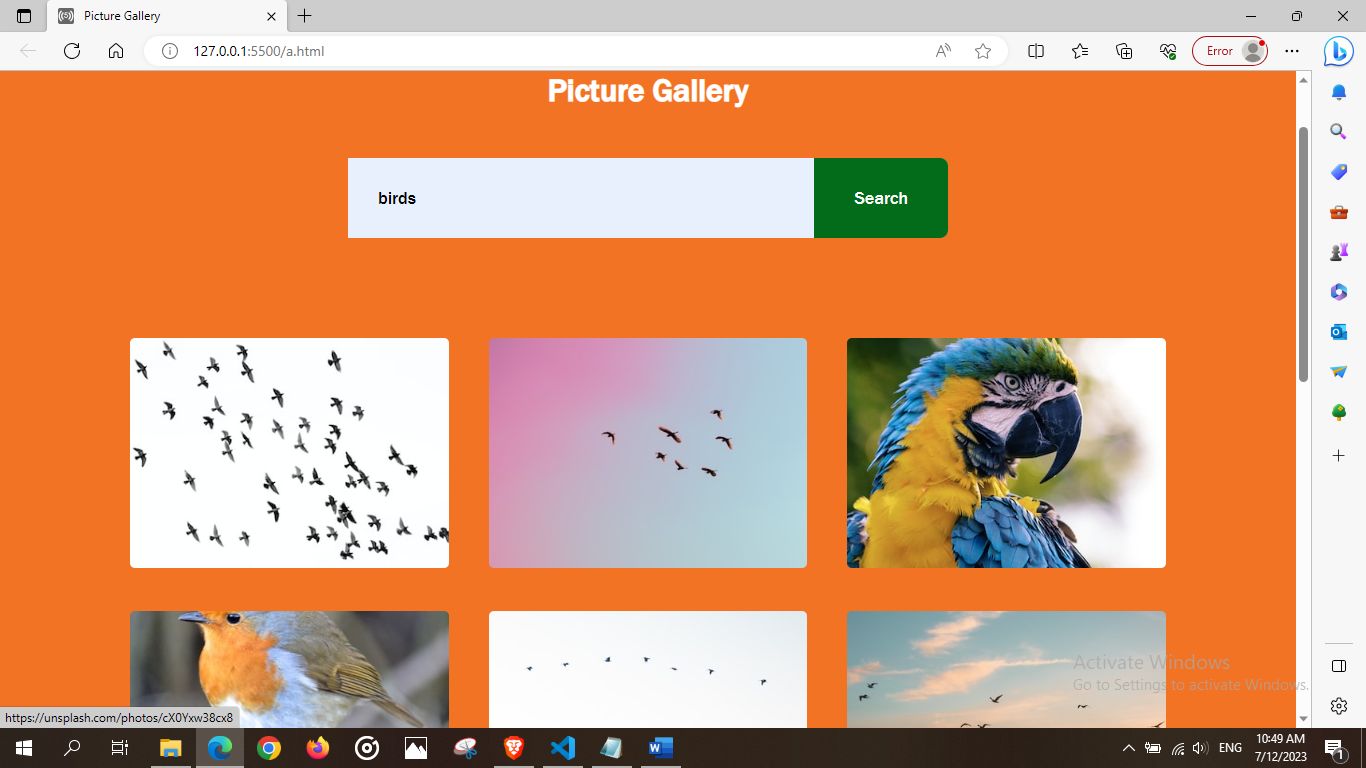 Picture Gallery
127.0.0.1:5500/a.html
Error
Picture Gallery
birds
Search
Activate Windows
Go to Settings to activate Windows.
https://unsplash.com/photos/cX0Yxw38cx8
ENG
10:49 AM
7/12/2023
1